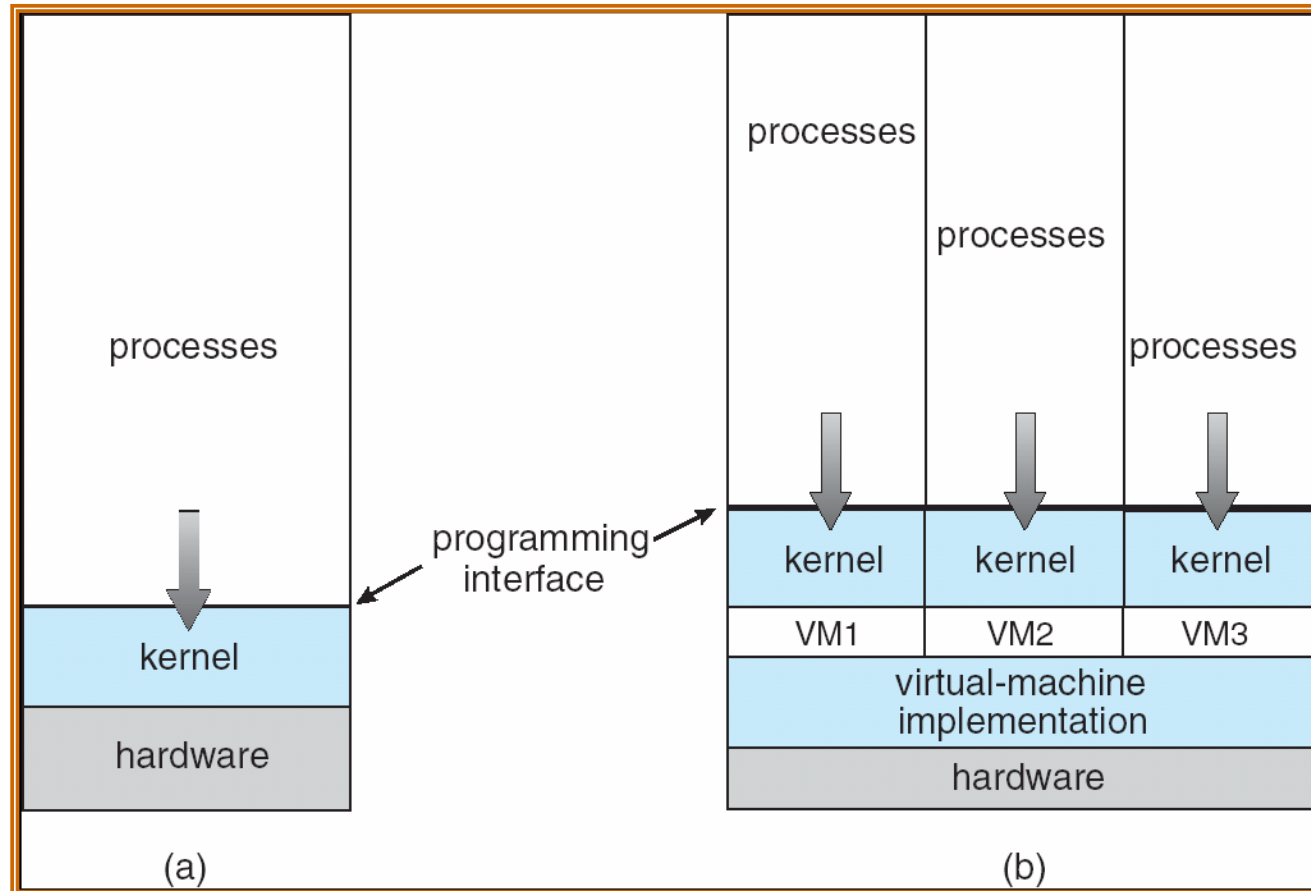 processes
kernel
hardware
(a)
programming
interface
processes
processes
processes
kernel
kernel
kernel
VM1
VM2
VM3
virtual-machine
implementation
hardware
(b)